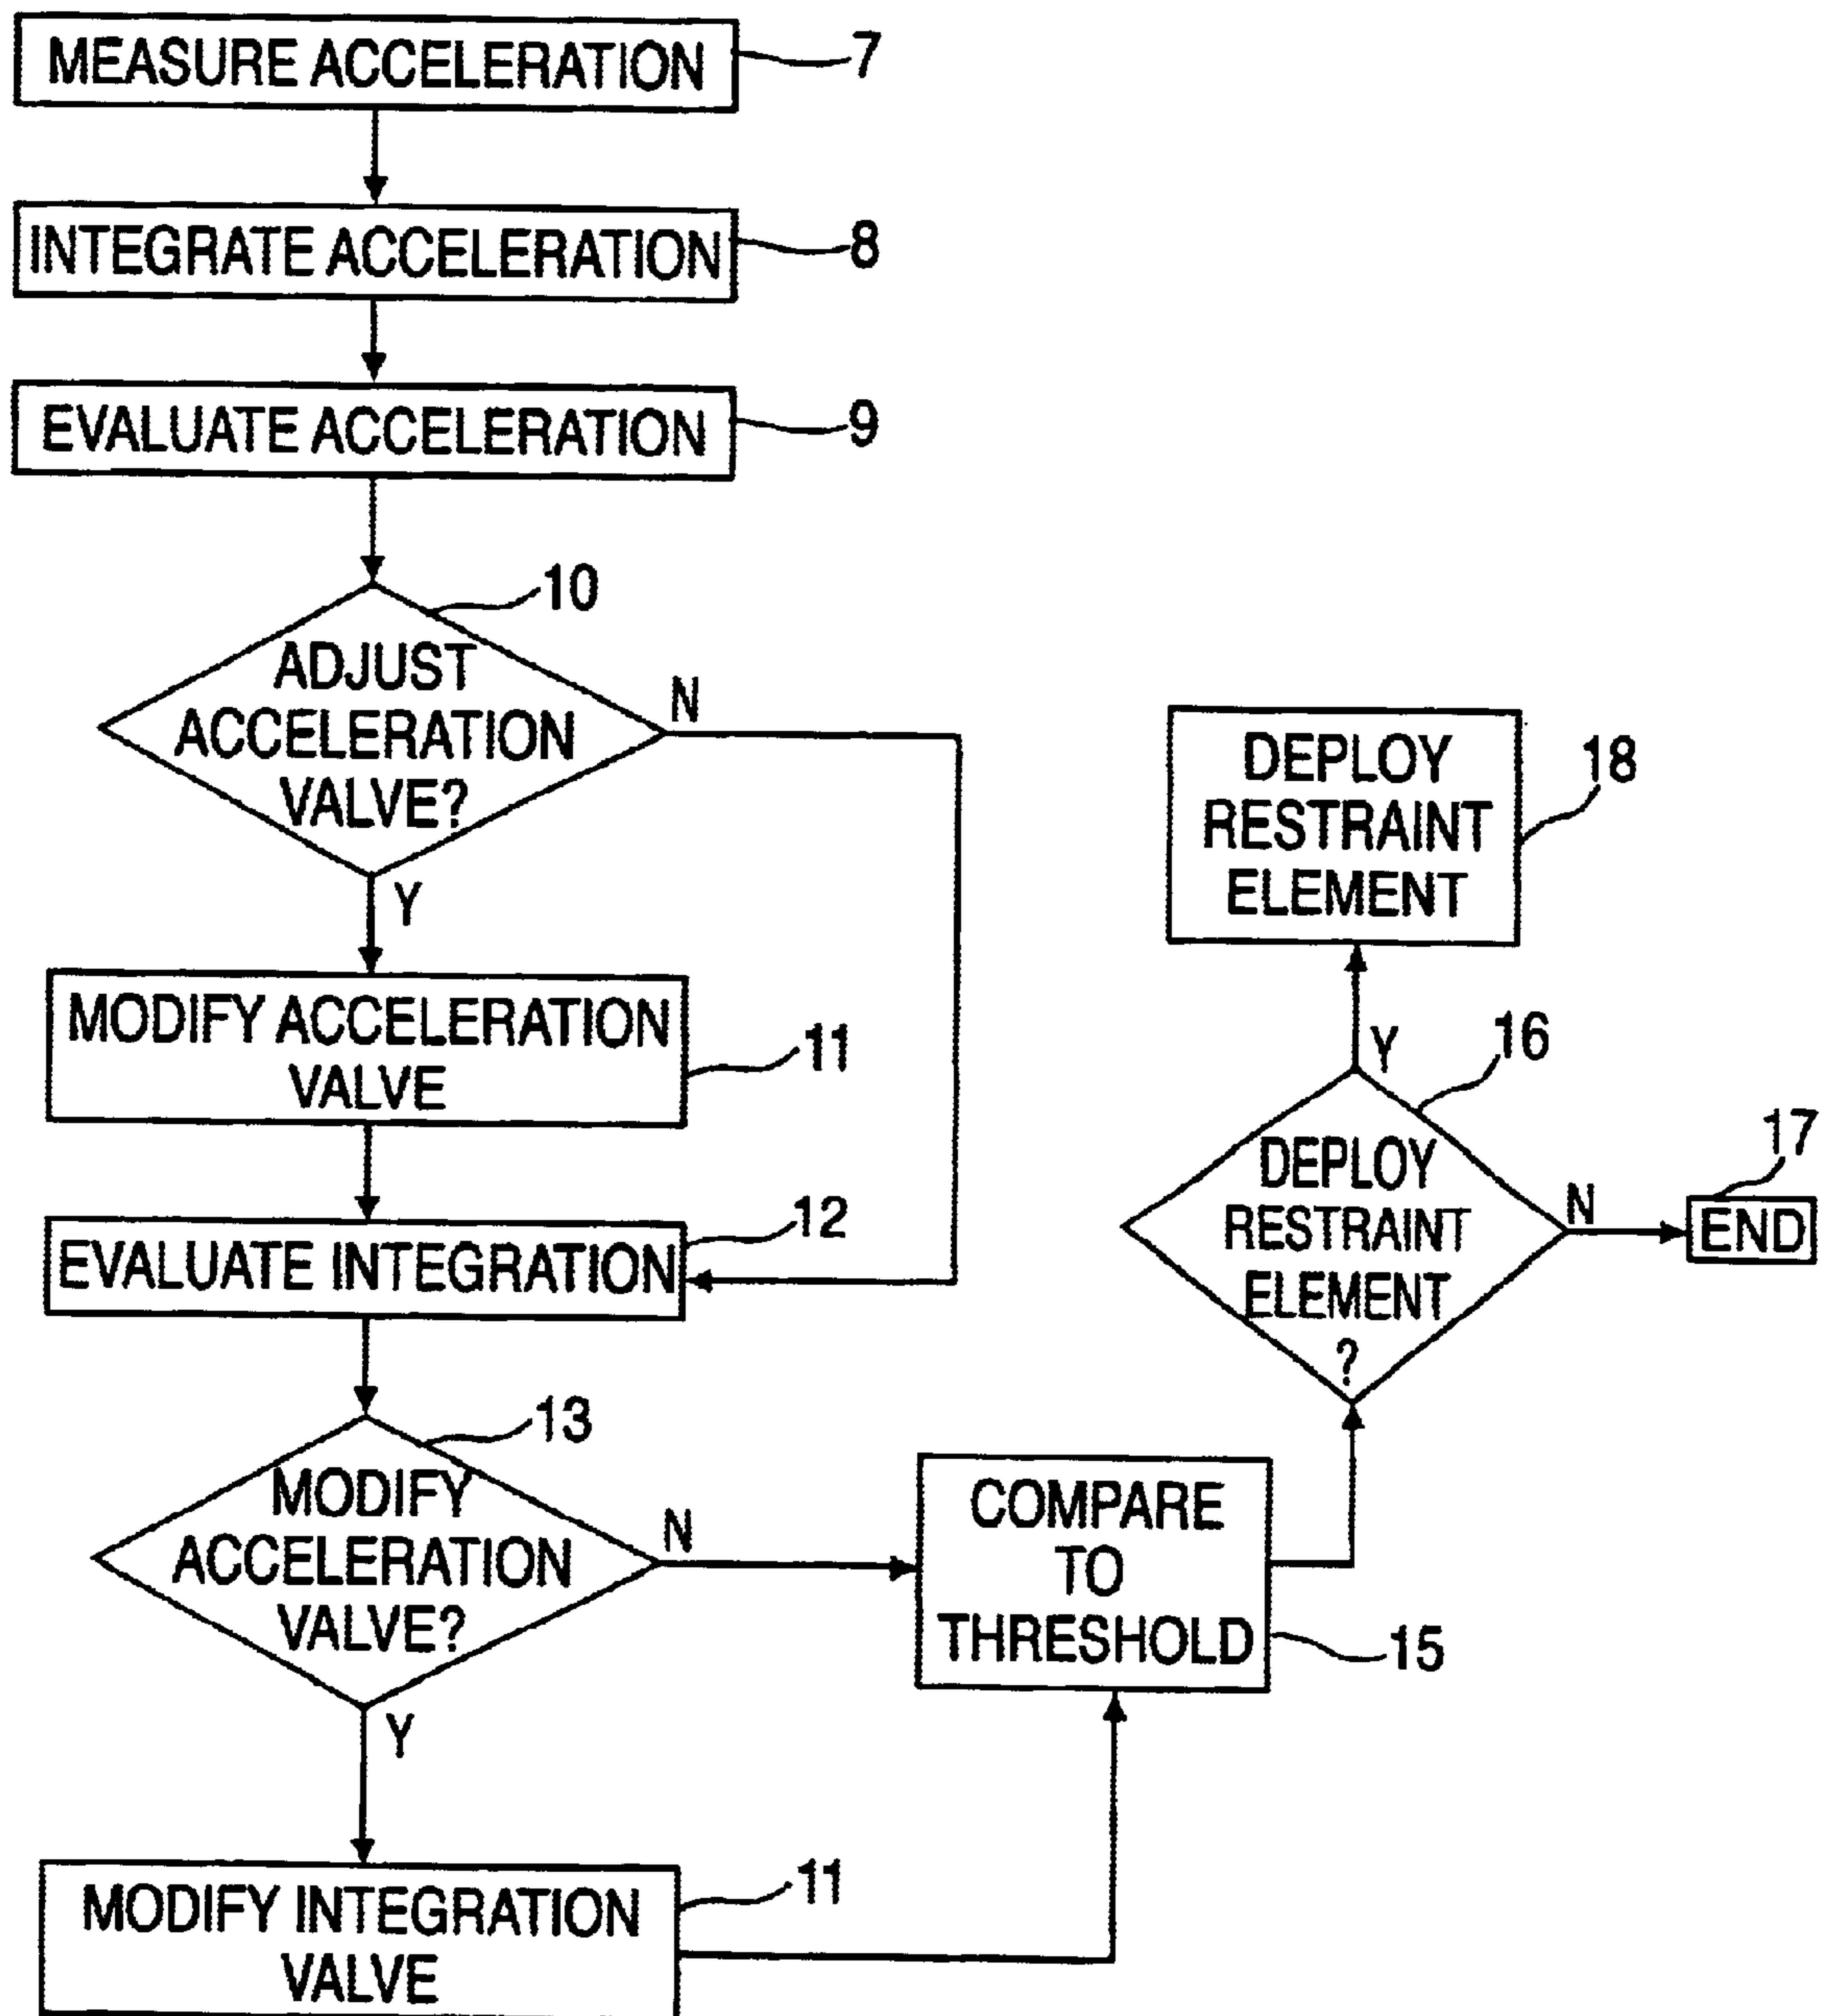 MEASURE ACCELERATION
7
INTEGRATE ACCELERATION
8
EVALUATE ACCELERATION
9
10
ADJUST
ACCELERATION
VALVE?
N
Y
MODIFY ACCELERATION
VALVE
11
EVALUATE INTEGRATION
12
13
MODIFY
ACCELERATION
VALVE?
N
Y
MODIFY INTEGRATION
VALVE
11
COMPARE
TO
THRESHOLD
15
16
DEPLOY
RESTRAINT
ELEMENT
?
Y
N
17
END
DEPLOY
RESTRAINT
ELEMENT
18